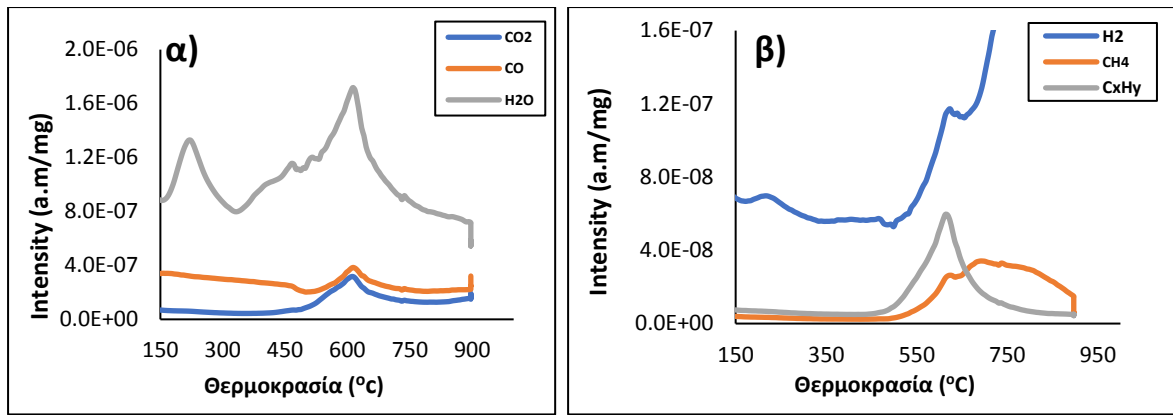 α)
CO2
CO
H2O
Intensity (a.m/mg)
2.0E-06
1.6E-06
1.2E-06
8.0E-07
4.0E-07
0.0E+00
150 300 450 600 750 900
Θερμοκρασία (⁰C)
β)
H2
CH4
CxHy
Intensity (a.m/mg)
1.6E-07
1.2E-07
8.0E-08
4.0E-08
0.0E+00
150 350 550 750 950
Θερμοκρασία (⁰C)